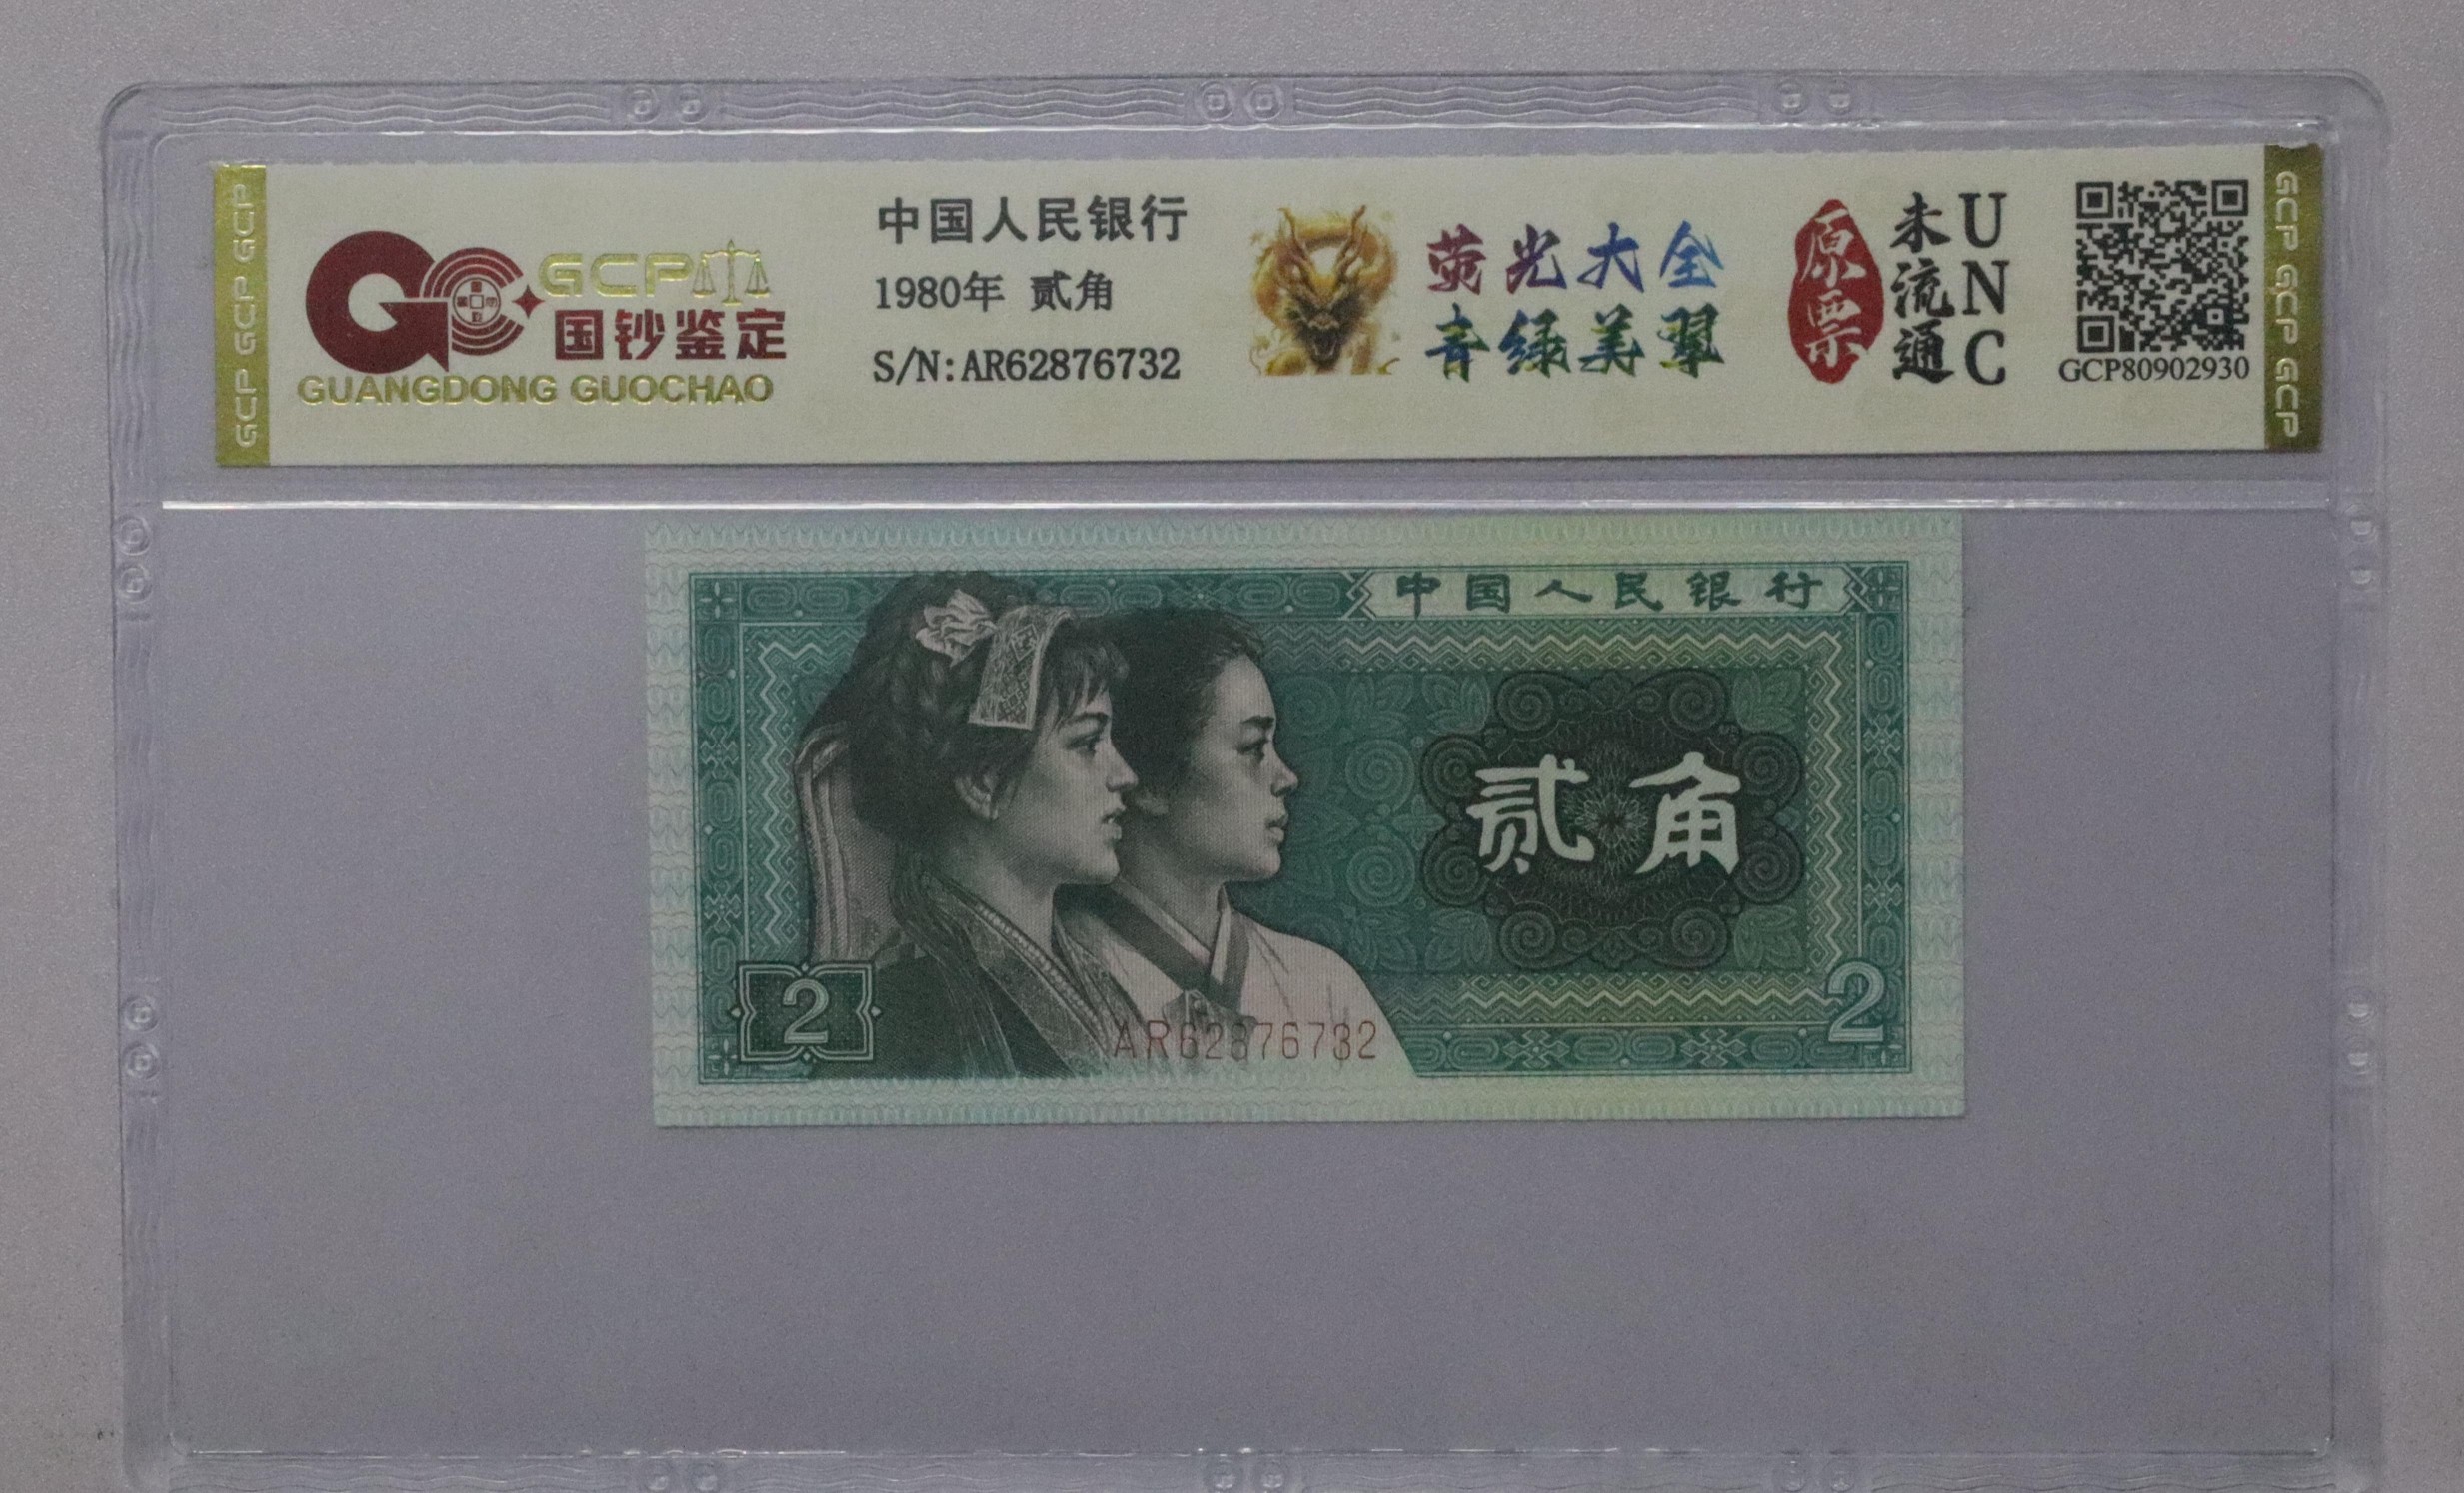 GCP GCP GCP
GCP
国钞鉴定
GUANGDONG GUOCHAO
中国人民银行
1980年 贰角
S/N:AR62876732
荧光大全
青绿美翠
原票
未流通
UNC
GCP80902930
GCP GCP GCP
中国人民银行
贰角
2
2
AR62876732